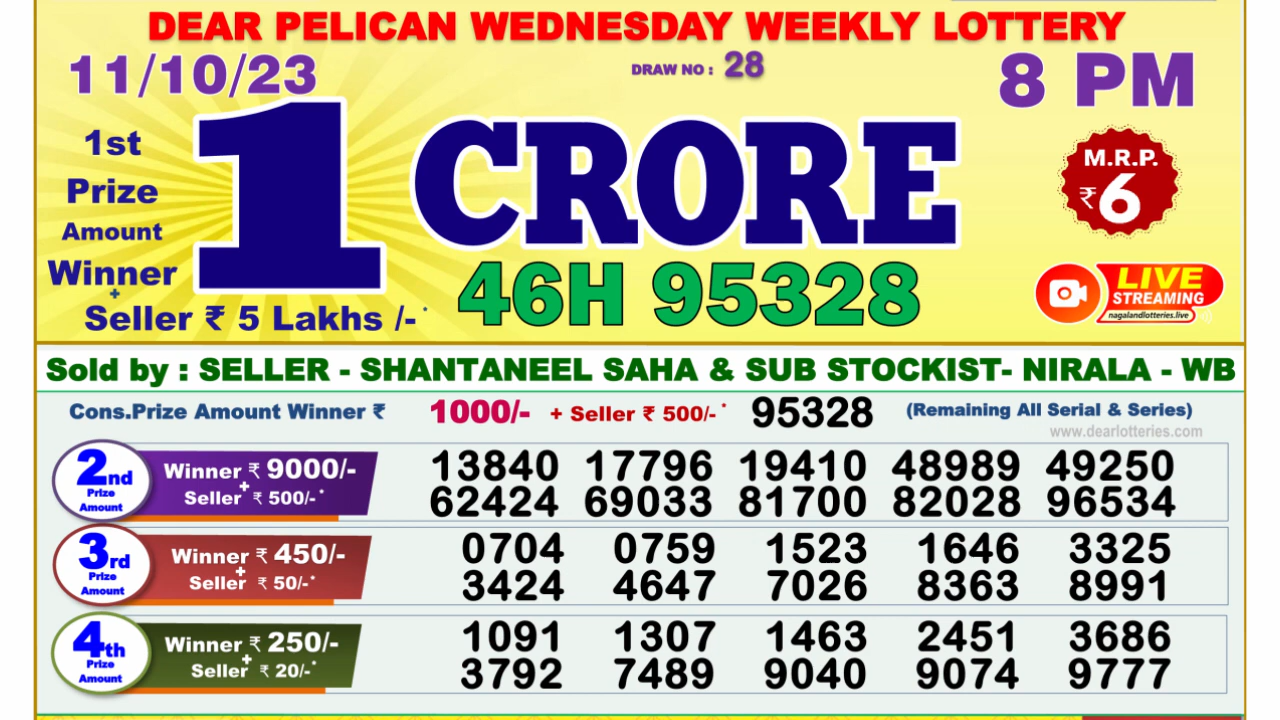 DEAR PELICAN WEDNESDAY WEEKLY LOTTERY
11/10/23
DRAW NO : 28
8 PM
1st
Prize
Amount
Winner
+
Seller ₹ 5 Lakhs /-*
1 CRORE
46H 95328
M.R.P.
₹6
LIVE
STREAMING
nagalandlotteries.live
Sold by : SELLER - SHANTANEEL SAHA & SUB STOCKIST- NIRALA - WB
Cons.Prize Amount Winner ₹ 1000/- + Seller ₹ 500/-* 95328 (Remaining All Serial & Series)
www.dearlotteries.com
2nd
Prize
Amount
Winner ₹ 9000/-
+
Seller ₹ 500/-*
13840 17796 19410 48989 49250
62424 69033 81700 82028 96534
3rd
Prize
Amount
Winner ₹ 450/-
+
Seller ₹ 50/-*
0704 0759 1523 1646 3325
3424 4647 7026 8363 8991
4th
Prize
Amount
Winner ₹ 250/-
+
Seller ₹ 20/-*
1091 1307 1463 2451 3686
3792 7489 9040 9074 9777